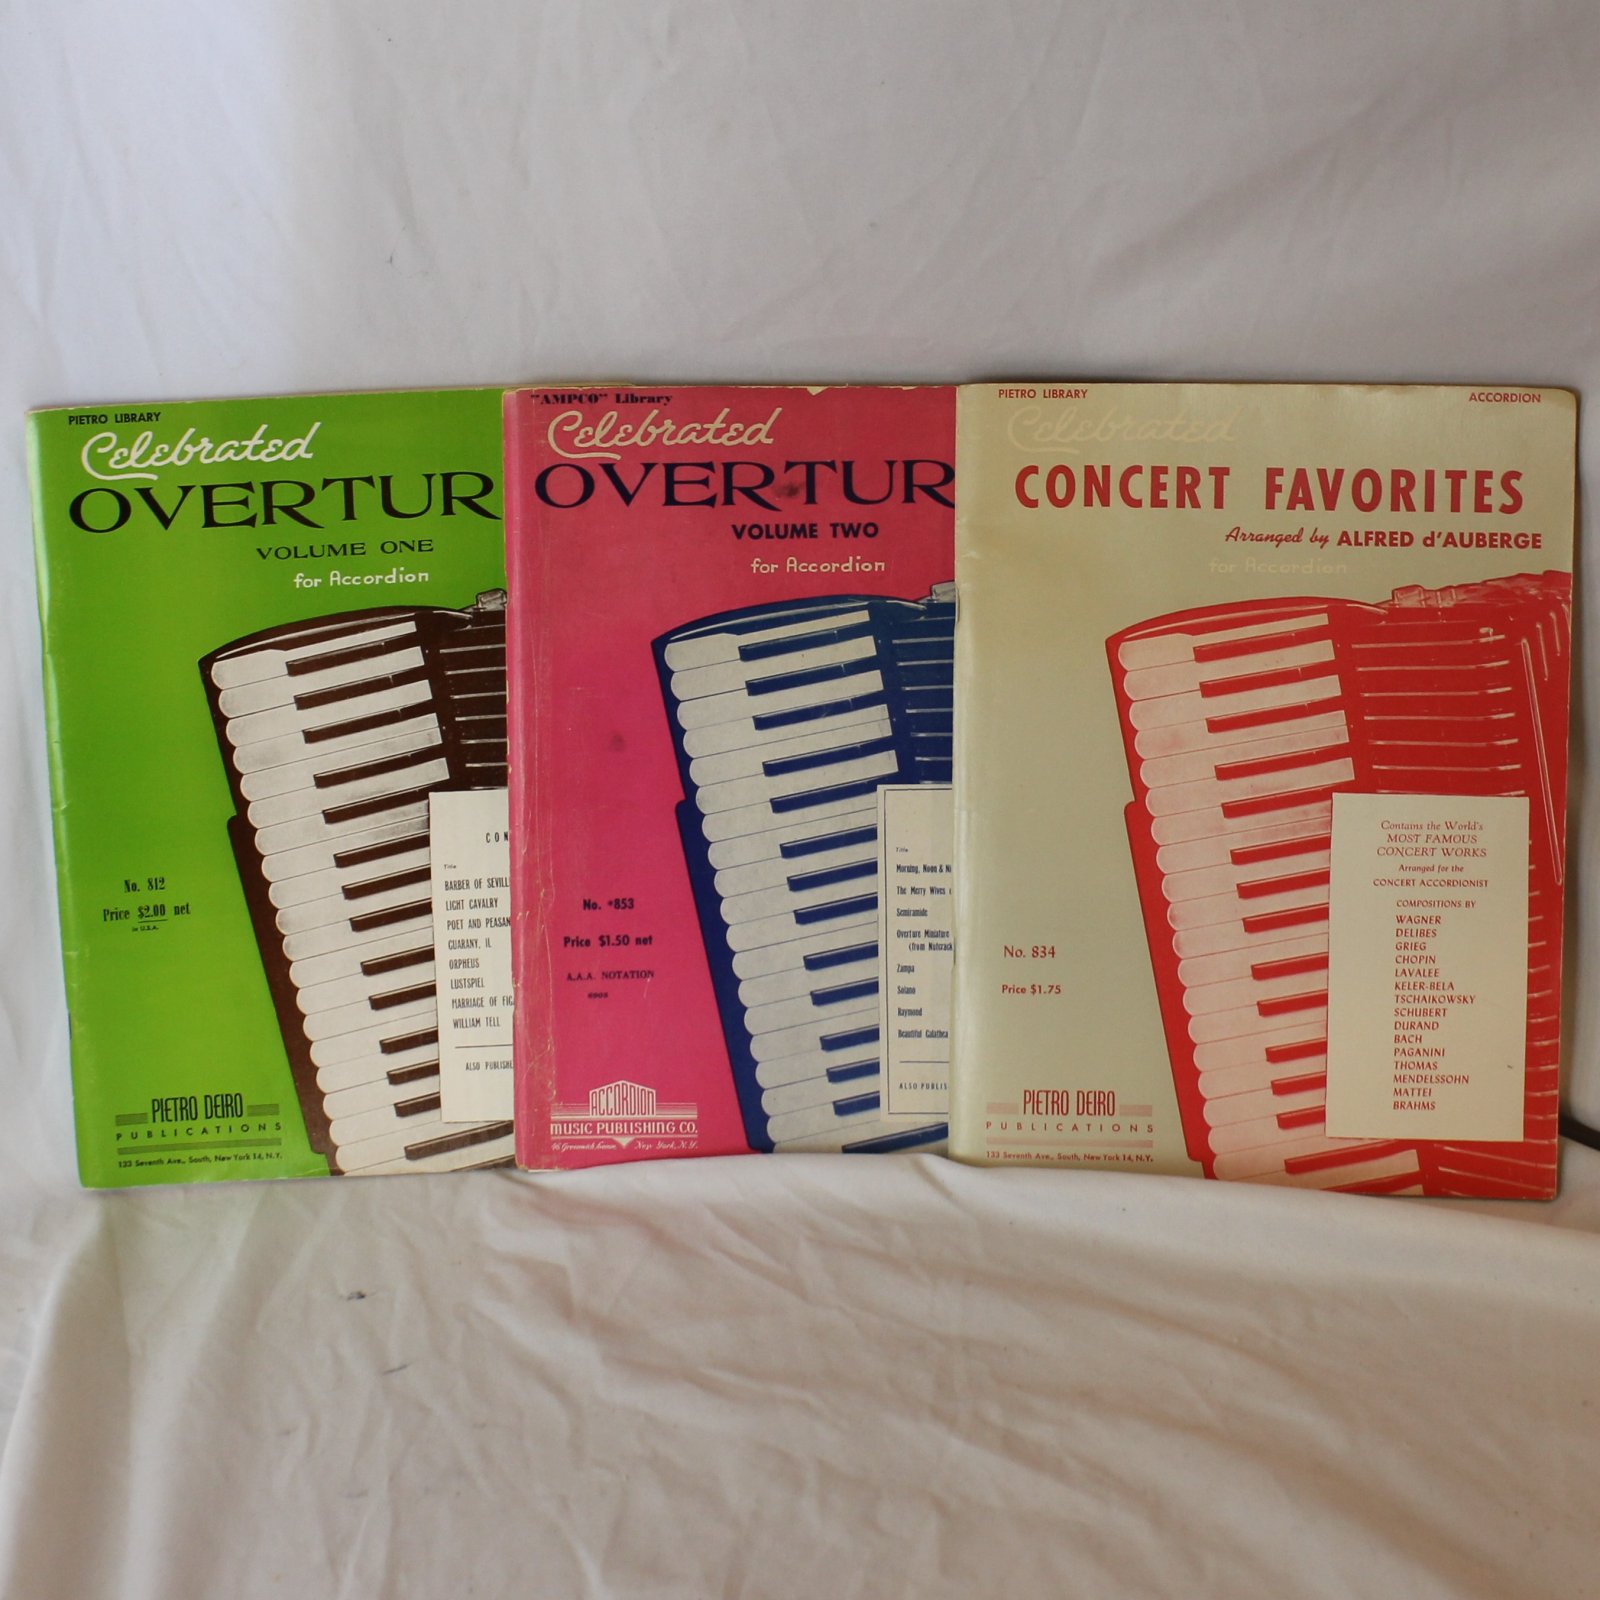 PIETRO LIBRARY
Celebrated
OVERTUR
VOLUME ONE
for Accordion
No. 812
Price $2.00 net
in U.S.A.
CON
Title
BARBER OF SEVILL
LIGHT CAVALRY
POET AND PEASAN
GUARANY, IL
ORPHEUS
LUSTSPIEL
MARRIAGE OF FIG
WILLIAM TELL
ALSO PUBLISHE
PIETRO DEIRO
PUBLICATIONS
133 Seventh Ave., South, New York 14, N.Y.
"AMPCO" Library
Celebrated
OVERTUR
VOLUME TWO
for Accordion
No. *853
Price $1.50 net
A.A.A. NOTATION
Title
Morning, Noon & Ni
The Merry Wives o
Semiramide
Overture Miniature
(from Nutcrack
Zampa
Solano
Raymond
Beautiful Galathea
ALSO PUBLIS
ACCORDION
MUSIC PUBLISHING CO.
46 Greenwich Avenue New York, N.Y.
PIETRO LIBRARY
ACCORDION
Celebrated
CONCERT FAVORITES
Arranged by ALFRED d'AUBERGE
for Accordion
No. 834
Price $1.75
Contains the World's
MOST FAMOUS
CONCERT WORKS
Arranged for the
CONCERT ACCORDIONIST
COMPOSITIONS BY
WAGNER
DELIBES
GRIEG
CHOPIN
LAVALEE
KELER-BELA
TSCHAIKOWSKY
SCHUBERT
DURAND
BACH
PAGANINI
THOMAS
MENDELSSOHN
MATTEI
BRAHMS
PIETRO DEIRO
PUBLICATIONS
133 Seventh Ave., South, New York 14, N.Y.